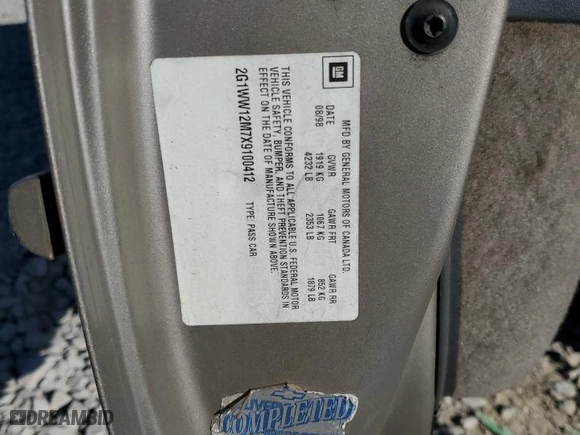 GM
MFD BY GENERAL MOTORS OF CANADA LTD.
DATE GVWR GAWR FRT GAWR RR
08/98 1919 KG 1067 KG 852 KG
4232 LB 2353 LB 1879 LB
THIS VEHICLE CONFORMS TO ALL APPLICABLE U.S. FEDERAL MOTOR
VEHICLE SAFETY, BUMPER, AND THEFT PREVENTION STANDARDS IN
EFFECT ON THE DATE OF MANUFACTURE SHOWN ABOVE.
2G1WW12M7X9100412 TYPE: PASS CAR
COMPLETED
DREAMBID